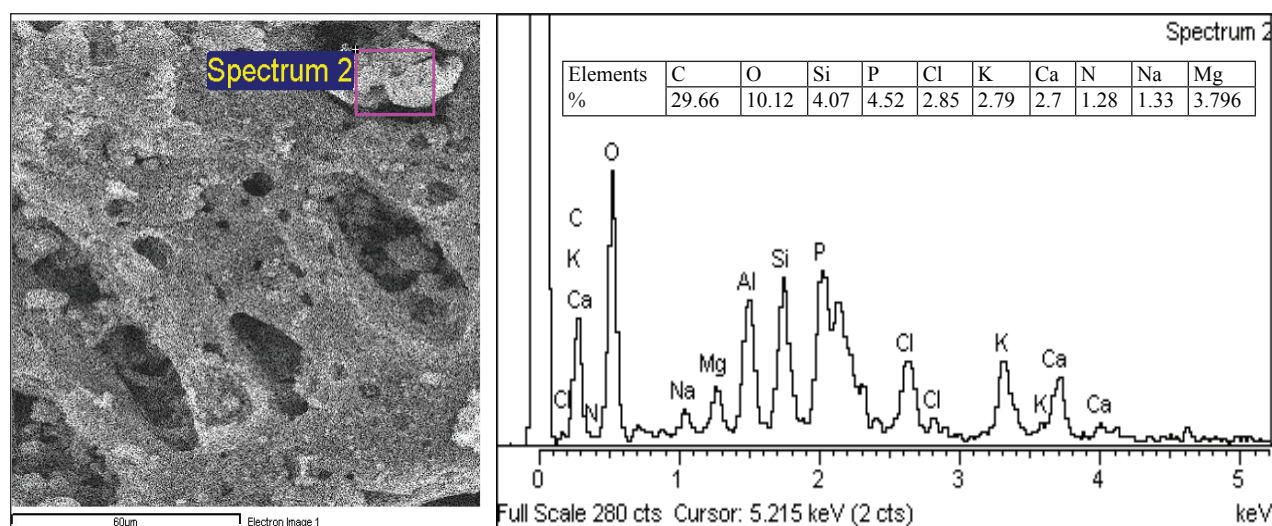 Spectrum 2
60µm
Electron Image 1
Spectrum 2
Elements C O Si P Cl K Ca N Na Mg
% 29.66 10.12 4.07 4.52 2.85 2.79 2.7 1.28 1.33 3.796
O
C
K
Ca
Cl
N
Na
Mg
Al
Si
P
Cl
Cl
K
K
Ca
Ca
0 1 2 3 4 5
Full Scale 280 cts Cursor: 5.215 keV (2 cts)
keV